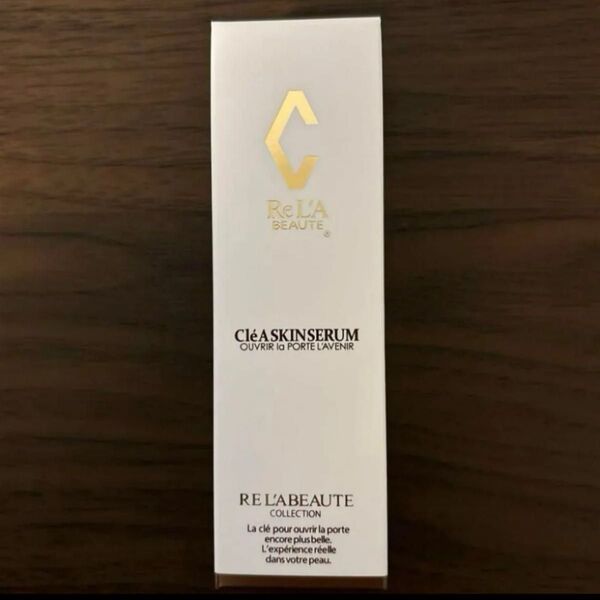 ReL'A
BEAUTE®
CléASKINSERUM
OUVRIR la PORTE L'AVENIR
RE L'ABEAUTE
COLLECTION
La clé pour ouvrir la porte
encore plus belle.
L'expérience réelle
dans votre peau.